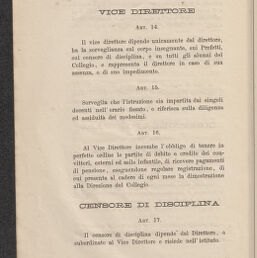 VICE DIRETTORE
ART. 14.
Il vice direttore dipende unicamente dal direttore,
ha la sorveglianza sul corpo insegnante, sui Prefetti,
sul censore di disciplina, e su tutti gli alunni del
Collegio, e rappresenta il direttore in caso di sua
assenza, e di suo impedimento.
ART. 15.
Sorveglia che l'istruzione sia impartita dai singoli
docenti nell'orario fissato, e riferisce sulla diligenza
ed assiduità dei medesimi.
ART. 16.
Al Vice Direttore incombe l'obbligo di tenere in
perfetto ordine le partite di debito e credito dei con-
vittori, esterni ed asilo infantile, di ricevere pagamenti
di pensione, eseguendone regolare registrazione, di
cui presenta al cadere di ogni mese la dimostrazione
alla Direzione del Collegio.
CENSORE DI DISCIPLINA
ART. 17.
Il censore di disciplina dipende dal Direttore, è
subordinato al Vice Direttore e risiede nell'istituto.